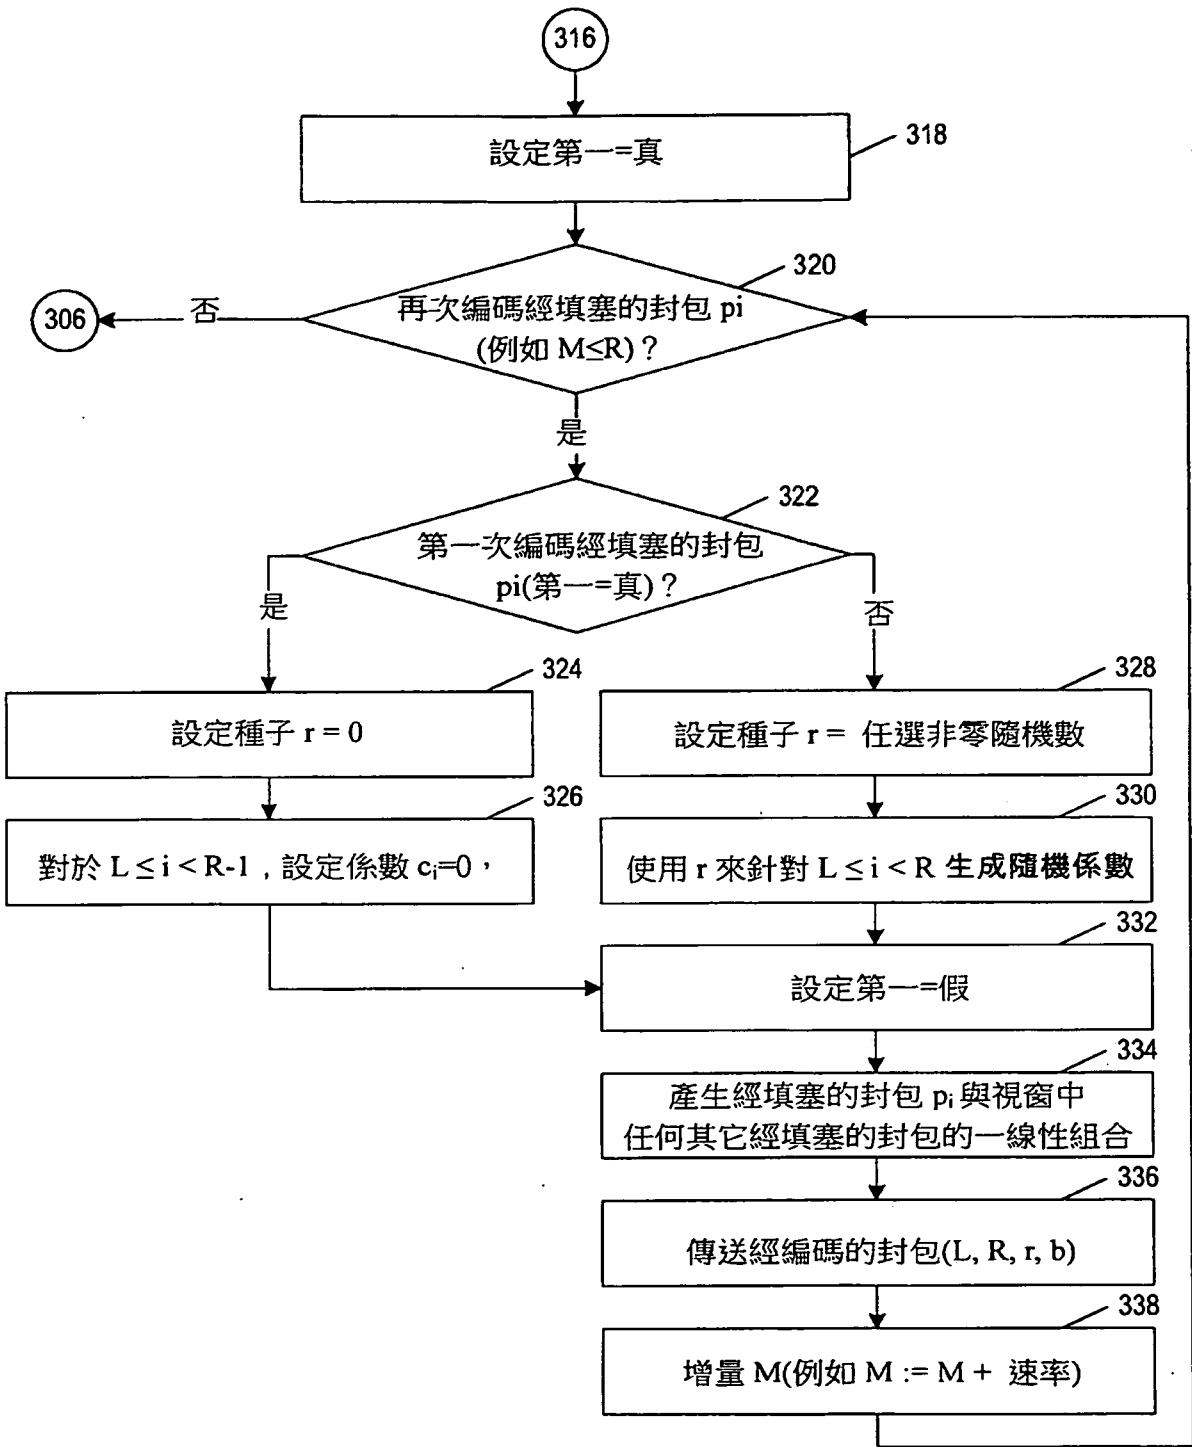 316
設定第一=真
318
再次編碼經填塞的封包 pi
(例如 M≤R)？
320
否
306
是
第一次編碼經填塞的封包
pi(第一=真)？
322
是
否
設定種子 r = 0
324
設定種子 r = 任選非零隨機數
328
對於 L ≤ i < R-1，設定係數 cᵢ=0，
326
使用 r 來針對 L ≤ i < R 生成隨機係數
330
設定第一=假
332
產生經填塞的封包 pᵢ 與視窗中
任何其它經填塞的封包的一線性組合
334
傳送經編碼的封包(L, R, r, b)
336
增量 M(例如 M := M + 速率)
338